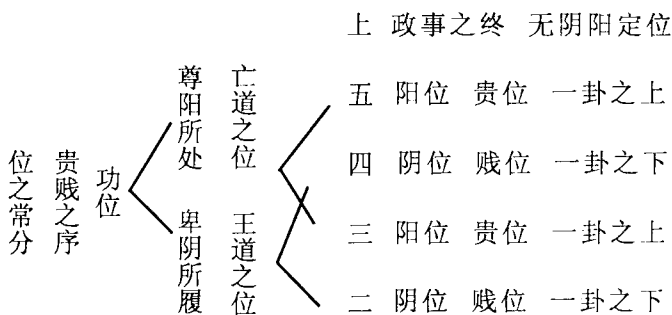 位之常分
贵贱之序
功位
尊阳所处
亡道之位
卑阴所履
王道之位
上 政事之终 无阴阳定位
五 阳位 贵位 一卦之上
四 阴位 贱位 一卦之下
三 阳位 贵位 一卦之上
二 阴位 贱位 一卦之下